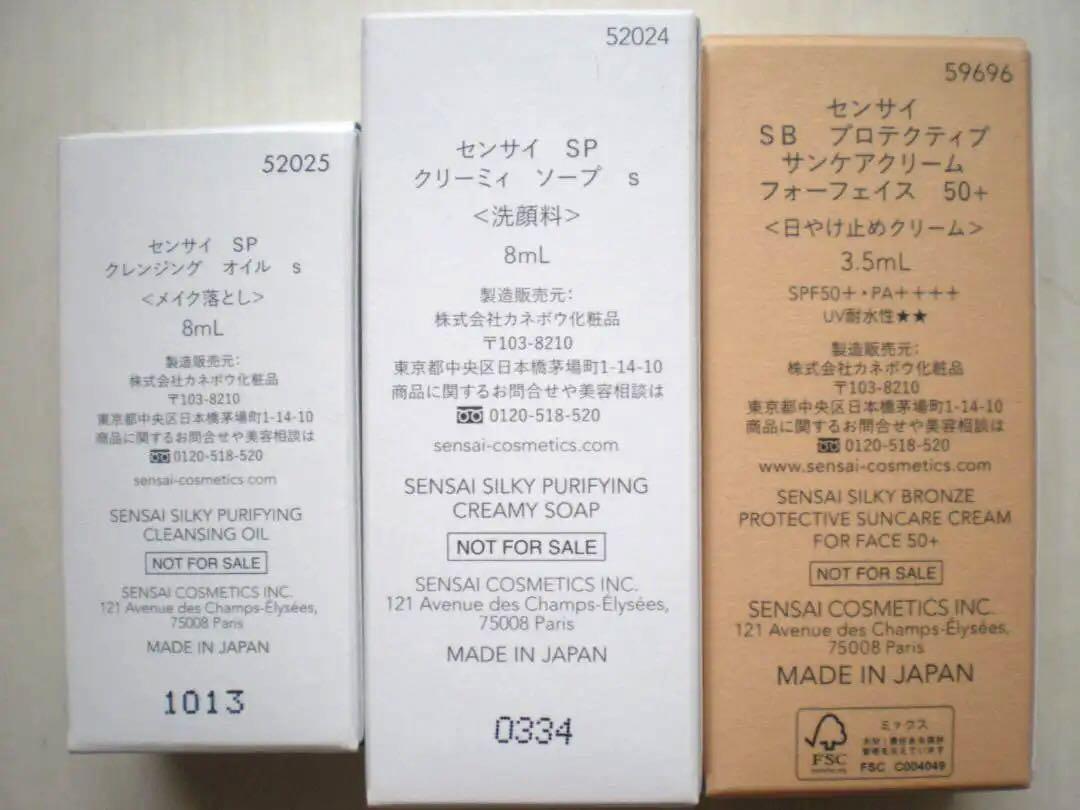 52025
センサイ SP
クレンジング オイル s
<メイク落とし>
8mL
製造販売元:
株式会社カネボウ化粧品
〒103-8210
東京都中央区日本橋茅場町1-14-10
商品に関するお問合せや美容相談は
0120-518-520
sensai-cosmetics.com
SENSAI SILKY PURIFYING
CLEANSING OIL
NOT FOR SALE
SENSAI COSMETICS INC.
121 Avenue des Champs-Élysées,
75008 Paris
MADE IN JAPAN
1013
52024
センサイ SP
クリーミィ ソープ s
<洗顔料>
8mL
製造販売元:
株式会社カネボウ化粧品
〒103-8210
東京都中央区日本橋茅場町1-14-10
商品に関するお問合せや美容相談は
0120-518-520
sensai-cosmetics.com
SENSAI SILKY PURIFYING
CREAMY SOAP
NOT FOR SALE
SENSAI COSMETICS INC.
121 Avenue des Champs-Élysées,
75008 Paris
MADE IN JAPAN
0334
59696
センサイ
SB プロテクティブ
サンケアクリーム
フォーフェイス 50+
<日やけ止めクリーム>
3.5mL
SPF50+・PA++++
UV耐水性★★
製造販売元:
株式会社カネボウ化粧品
〒103-8210
東京都中央区日本橋茅場町1-14-10
商品に関するお問合せや美容相談は
0120-518-520
www.sensai-cosmetics.com
SENSAI SILKY BRONZE
PROTECTIVE SUNCARE CREAM
FOR FACE 50+
NOT FOR SALE
SENSAI COSMETICS INC.
121 Avenue des Champs-Élysées,
75008 Paris
MADE IN JAPAN
FSC
ミックス
FSC C004049